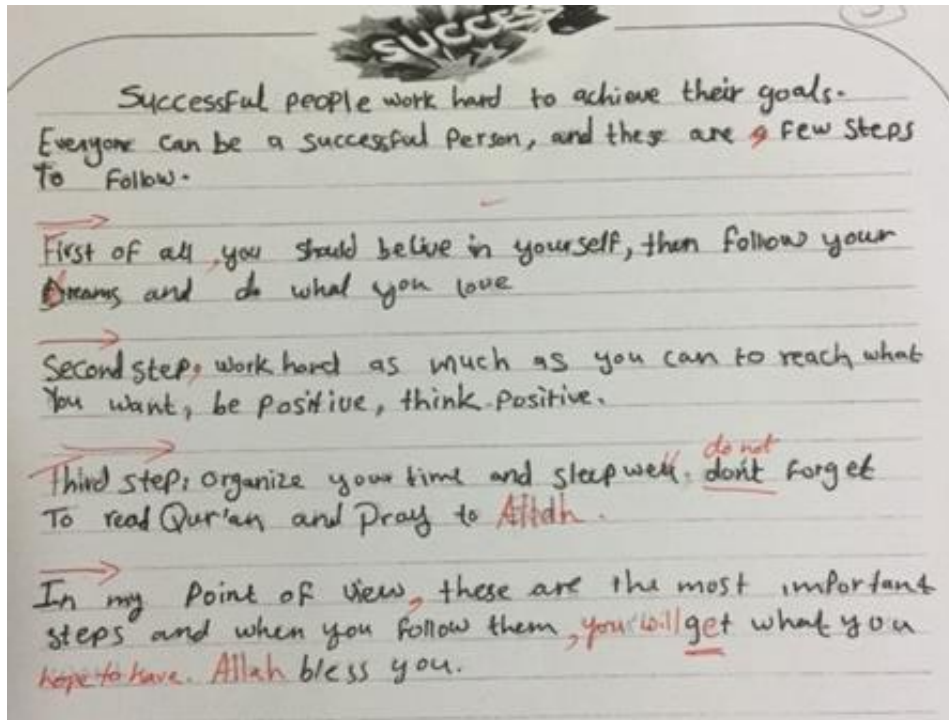 SUCCESS
Successful people work hard to achieve their goals.
Everyone can be a successful Person, and these are a Few Steps
To Follow.
First of all, you should belive in yourself, then follow your
Dreams and do what you love
Second step, work hard as much as you can to reach what
You want, be positive, think positive.
do not
Third step, organize your time and sleep well. dont Forget
To read Qur'an and Pray to Allah.
In my Point of view, these are the most important
steps and when you follow them, you will get what you
hope to have. Allah bless you.